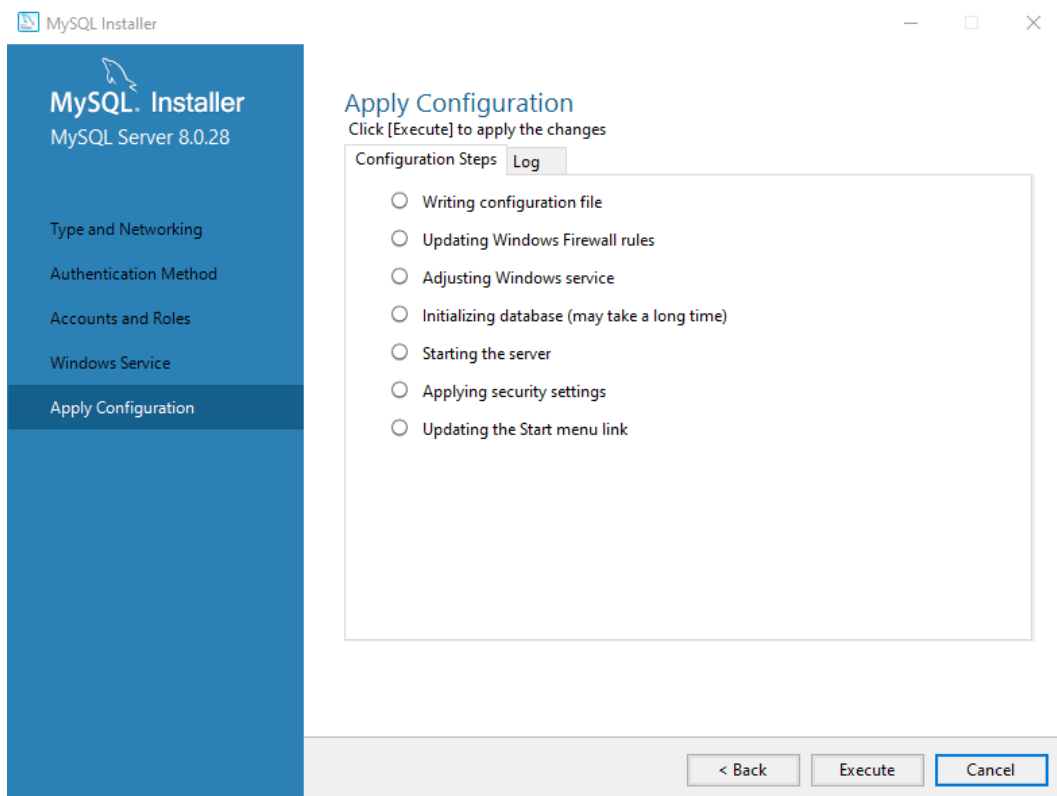 MySQL Installer
MySQL. Installer
MySQL Server 8.0.28
Type and Networking
Authentication Method
Accounts and Roles
Windows Service
Apply Configuration
Apply Configuration
Click [Execute] to apply the changes
Configuration Steps Log
Writing configuration file
Updating Windows Firewall rules
Adjusting Windows service
Initializing database (may take a long time)
Starting the server
Applying security settings
Updating the Start menu link
< Back Execute Cancel